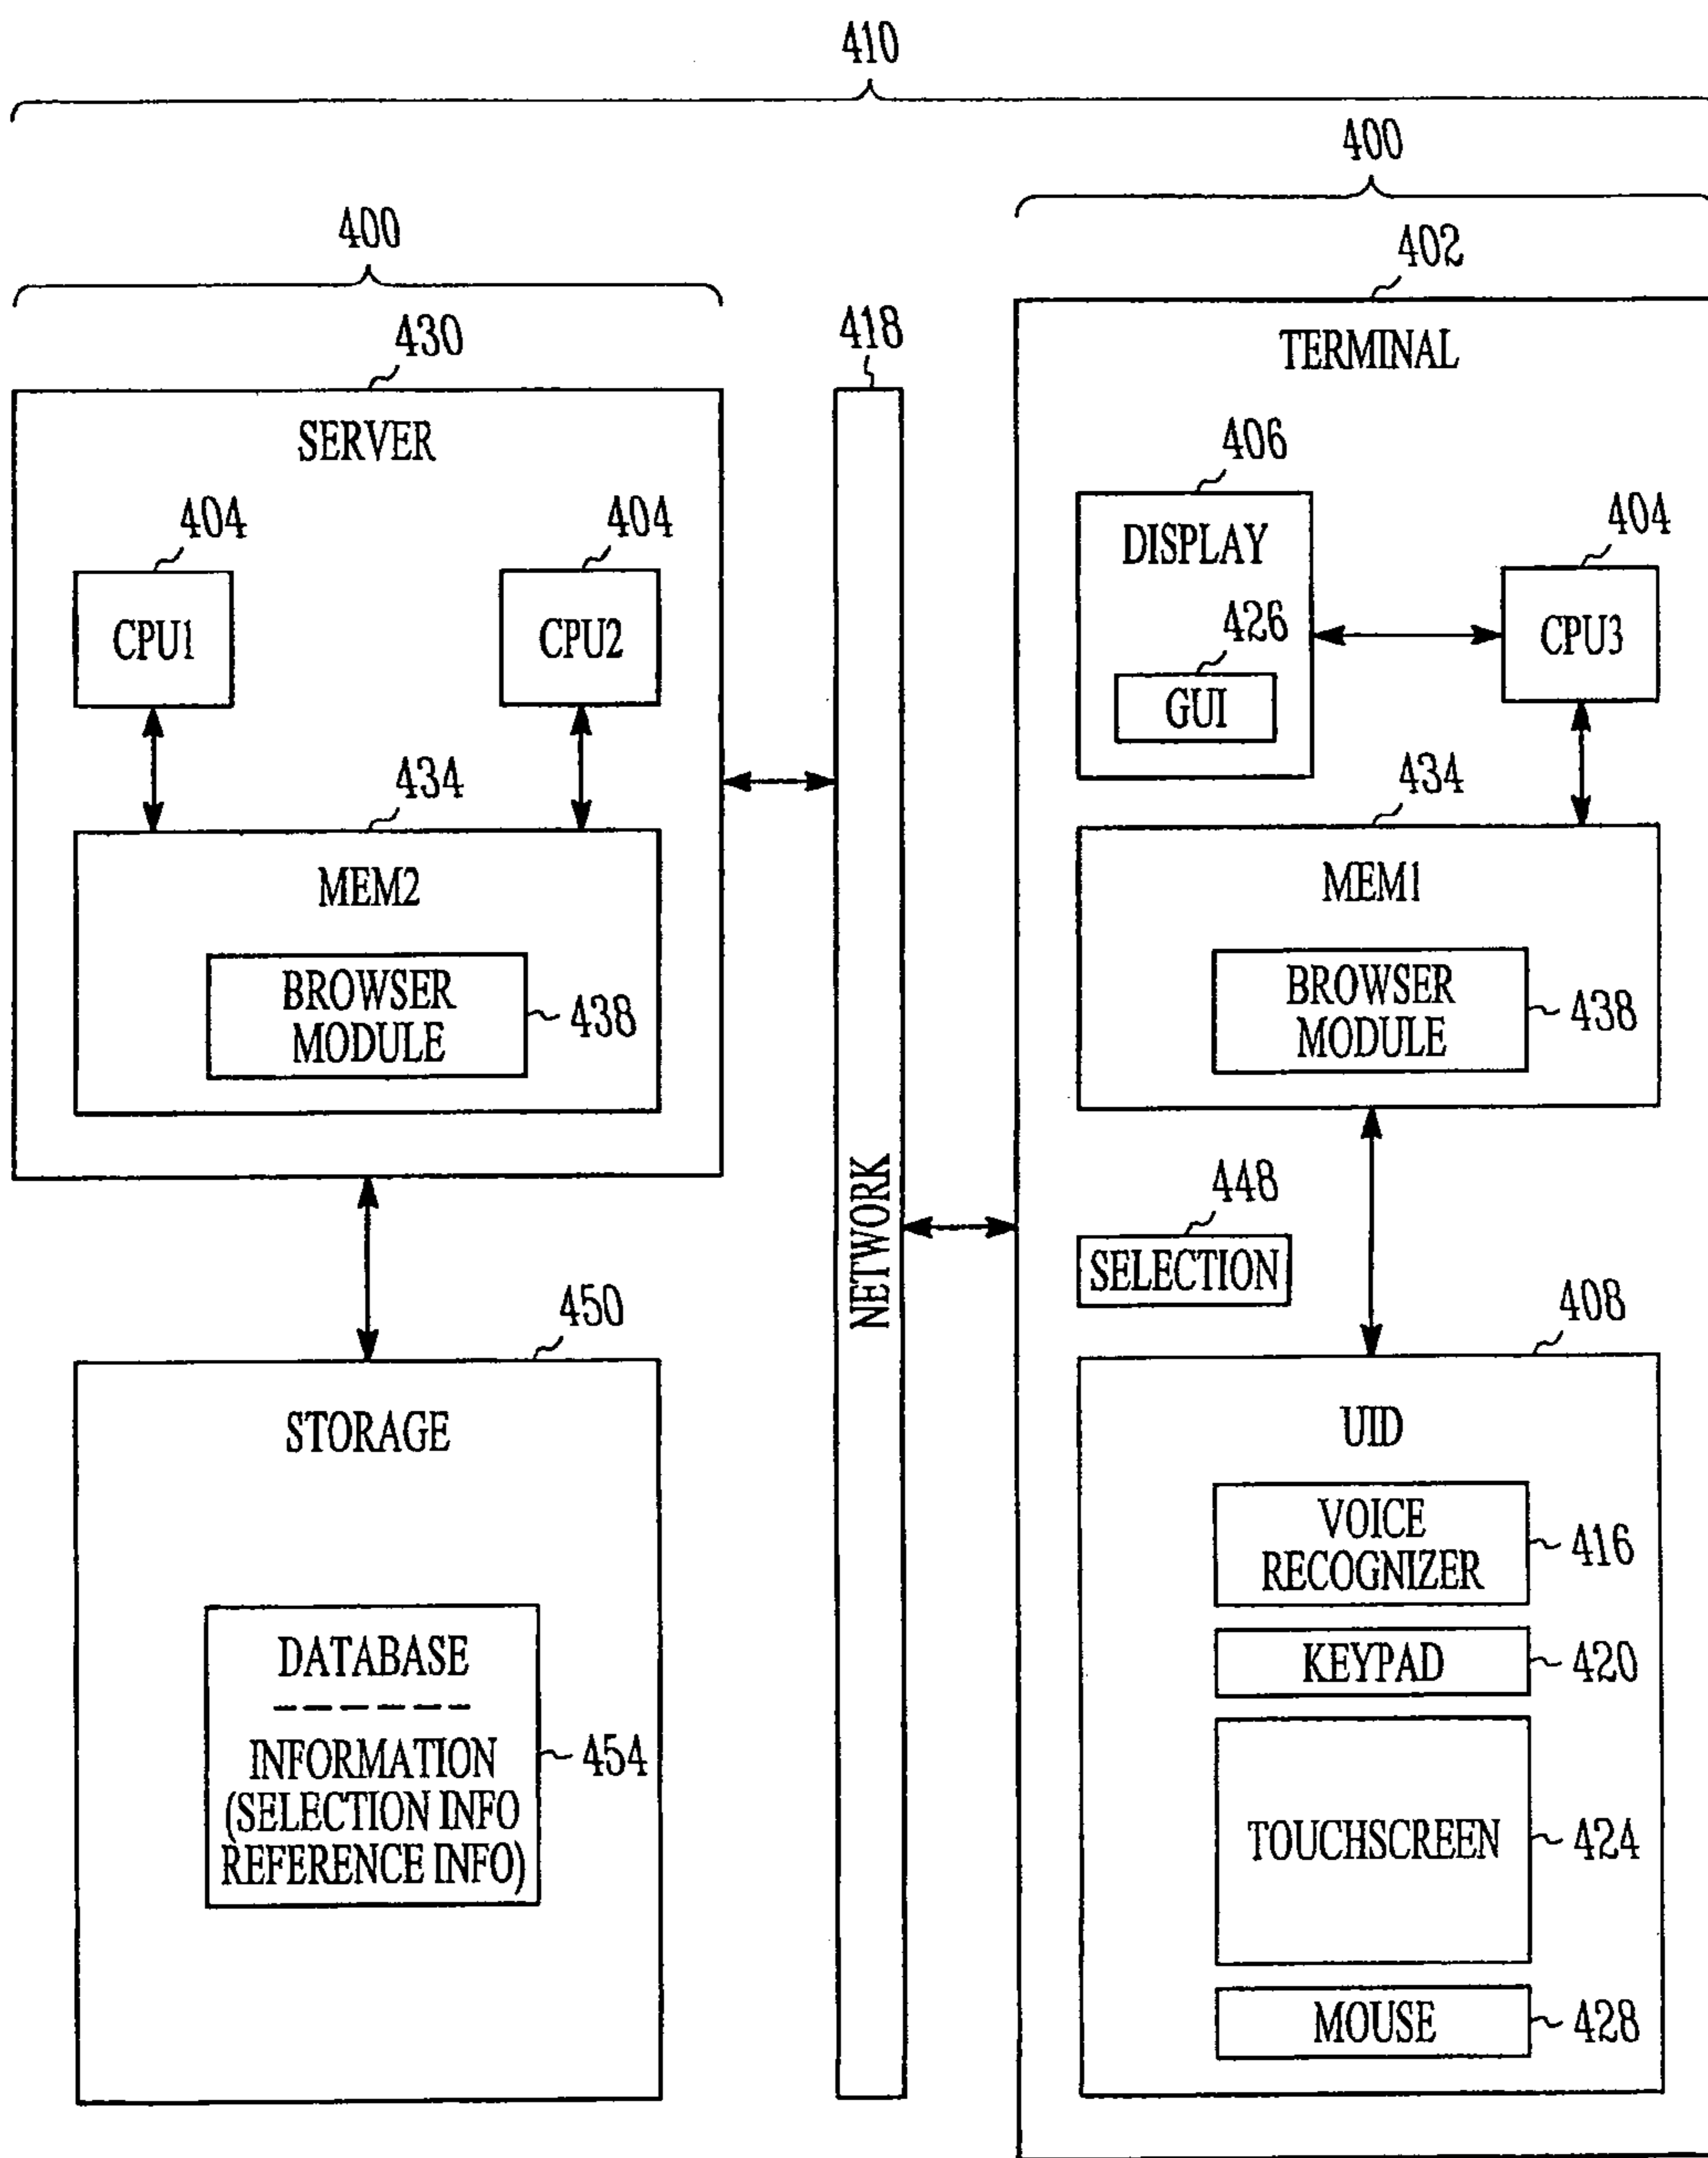 410
400
400
402
430
418
TERMINAL
SERVER
406
404
404
404
DISPLAY
426
CPU1
CPU2
CPU3
GUI
434
434
MEM2
MEM1
BROWSER
MODULE
438
BROWSER
MODULE
438
NETWORK
448
SELECTION
450
408
STORAGE
UID
VOICE
RECOGNIZER
416
DATABASE
KEYPAD
420
INFORMATION
(SELECTION INFO
REFERENCE INFO)
454
TOUCHSCREEN
424
MOUSE
428